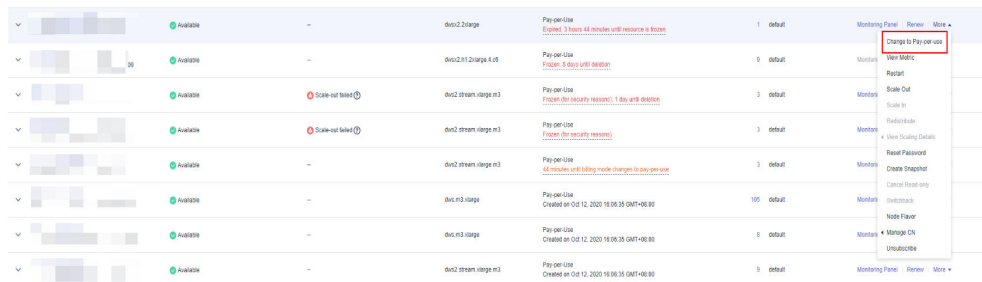 Available
--
dwsx2.2xlarge
Pay-per-Use
Expired. 3 hours 44 minutes until resource is frozen
1
default
Monitoring Panel
Renew
More
Change to Pay-per-use
View Metric
Restart
Scale Out
Scale In
Redistribute
View Scaling Details
Reset Password
Create Snapshot
Cancel Read-only
Switchback
Node Flavor
Manage CN
Unsubscribe
Available
--
dwsx2.h1.2xlarge.4.c6
Pay-per-Use
Frozen. 8 days until deletion
9
default
Available
Scale-out failed
dws2.stream.xlarge.m3
Pay-per-Use
Frozen (for security reasons). 1 day until deletion
3
default
Available
Scale-out failed
dws2.stream.xlarge.m3
Pay-per-Use
Frozen (for security reasons)
3
default
Available
--
dws2.stream.xlarge.m3
Pay-per-Use
44 minutes until billing mode changes to pay-per-use
3
default
Available
--
dws.m3.xlarge
Pay-per-Use
Created on Oct 12, 2020 16:06:35 GMT+08:00
105
default
Available
--
dws.m3.xlarge
Pay-per-Use
Created on Oct 12, 2020 16:06:35 GMT+08:00
8
default
Available
--
dws2.stream.xlarge.m3
Pay-per-Use
Created on Oct 12, 2020 16:06:35 GMT+08:00
9
default
Monitoring Panel
Renew
More